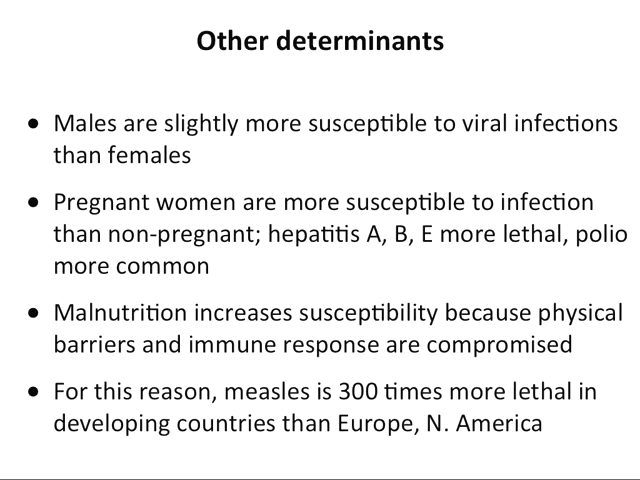 Other determinants
• Males are slightly more susceptible to viral infections
than females
• Pregnant women are more susceptible to infection
than non-pregnant; hepatitis A, B, E more lethal, polio
more common
• Malnutrition increases susceptibility because physical
barriers and immune response are compromised
• For this reason, measles is 300 times more lethal in
developing countries than Europe, N. America